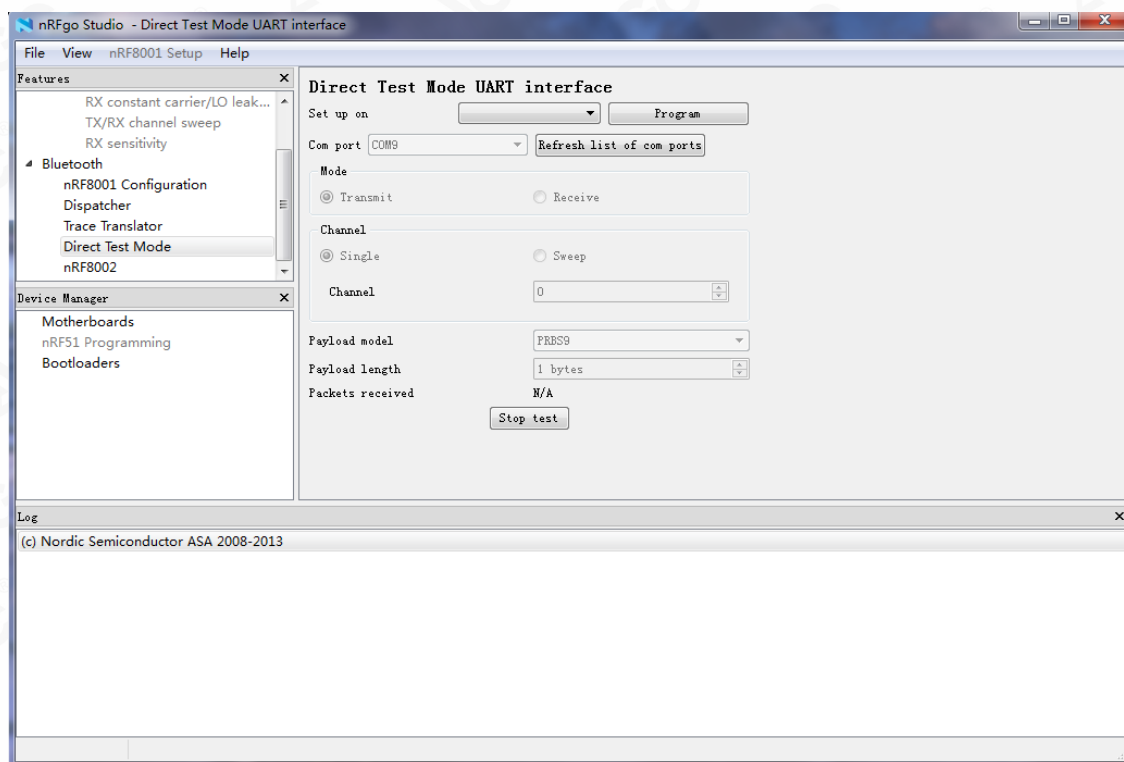 nRFgo Studio - Direct Test Mode UART interface
File View nRF8001 Setup Help
Features
RX constant carrier/LO leak...
TX/RX channel sweep
RX sensitivity
Bluetooth
nRF8001 Configuration
Dispatcher
Trace Translator
Direct Test Mode
nRF8002
Device Manager
Motherboards
nRF51 Programming
Bootloaders
Direct Test Mode UART interface
Set up on Program
Com port COM9 Refresh list of com ports
Mode
Transmit Receive
Channel
Single Sweep
Channel 0
Payload model PRBS9
Payload length 1 bytes
Packets received N/A
Stop test
Log
(c) Nordic Semiconductor ASA 2008-2013